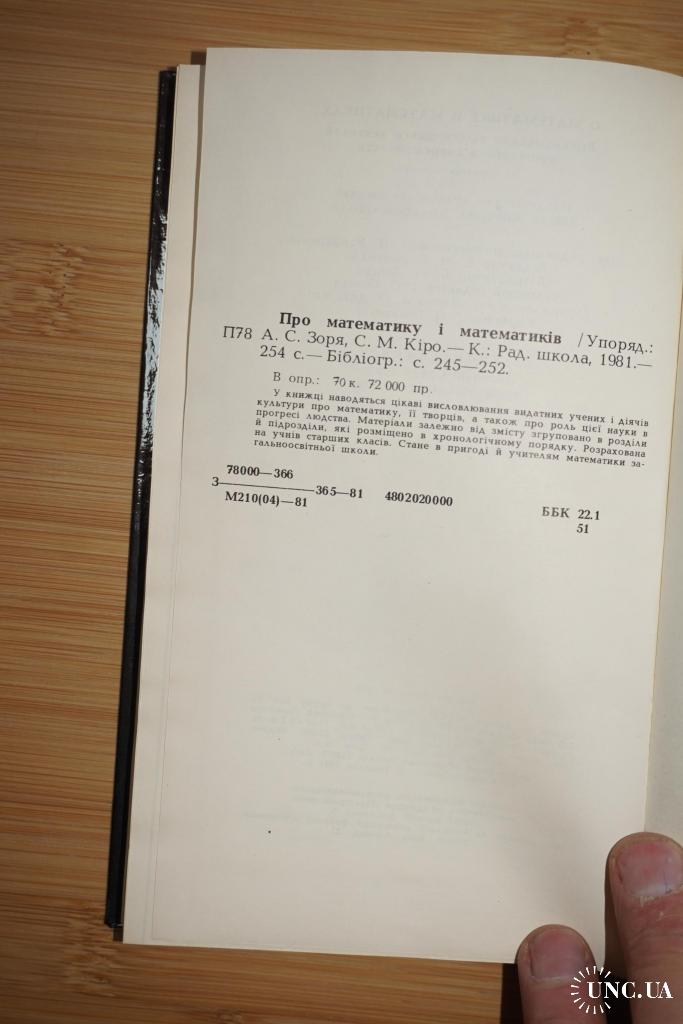 Про математику і математиків /Упоряд.:
П78 А. С. Зоря, С. М. Кіро.— К.: Рад. школа, 1981.—
254 с.— Бібліогр.: с. 245—252.
В опр.: 70 к. 72 000 пр.
У книжці наводяться цікаві висловлювання видатних учених і діячів
культури про математику, її творців, а також про роль цієї науки в
прогресі людства. Матеріали залежно від змісту згруповано в розділи
й підрозділи, які розміщено в хронологічному порядку. Розрахована
на учнів старших класів. Стане в пригоді й учителям математики за-
гальноосвітньої школи.
78000—366
З————365—81 4802020000
М210(04)—81
ББК 22.1
51
UNC.UA